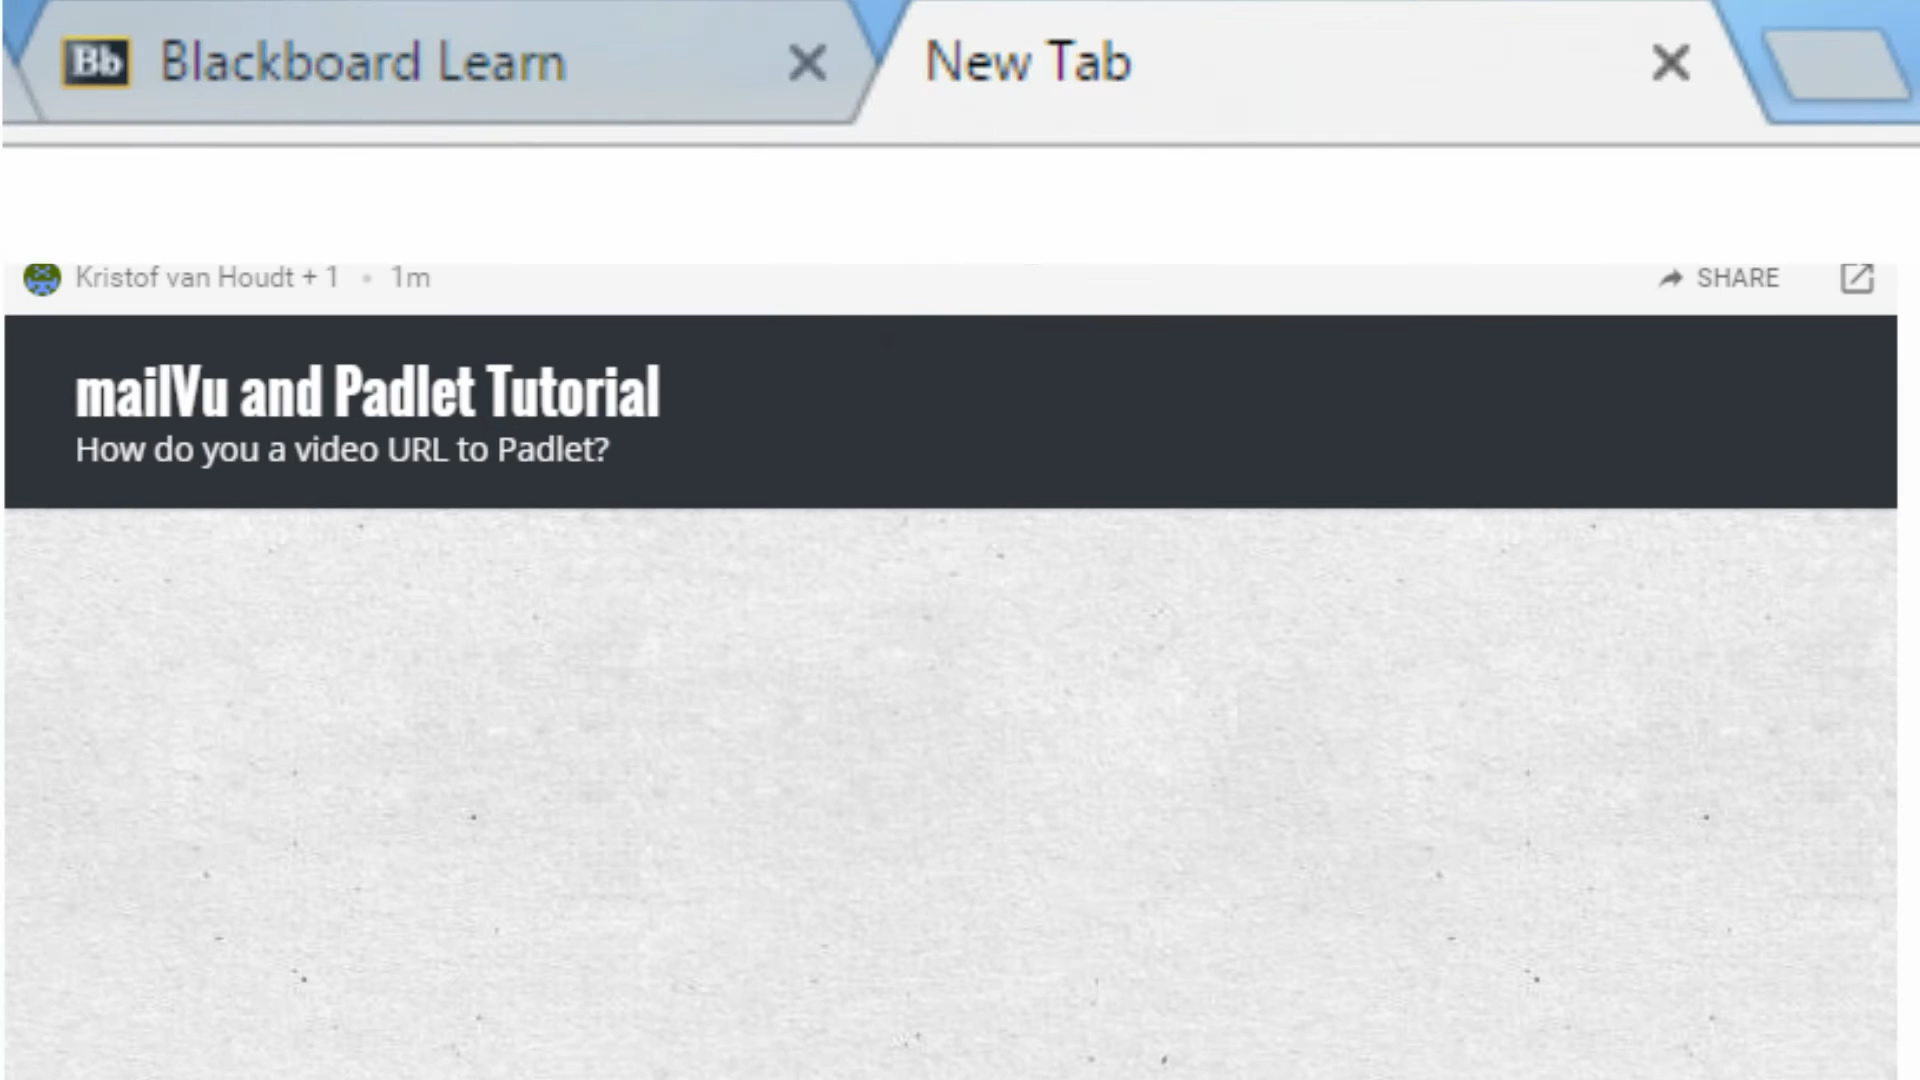 Bb Blackboard Learn New Tab
Kristof van Houdt + 1 • 1m SHARE
mailVu and Padlet Tutorial
How do you a video URL to Padlet?